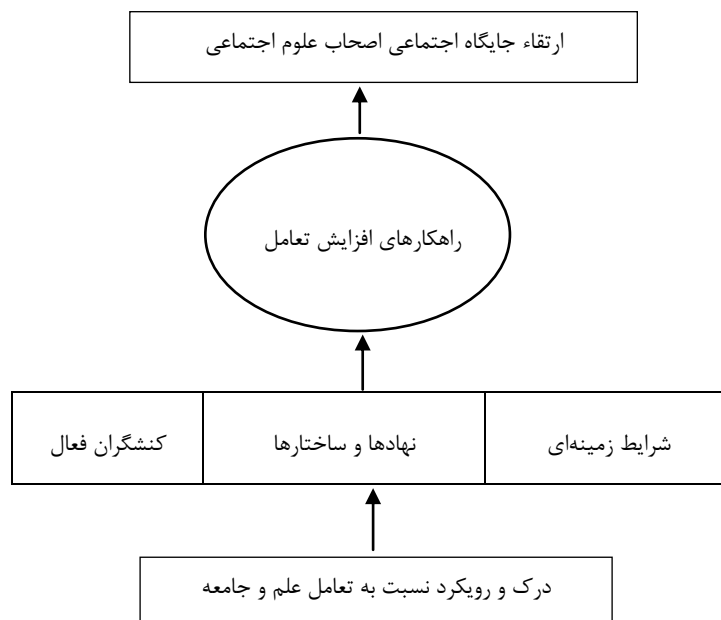 ارتقاء جایگاه اجتماعی اصحاب علوم اجتماعی
راهکارهای افزایش تعامل
شرایط زمینه‌ای
نهادها و ساختارها
کنشگران فعال
درک و رویکرد نسبت به تعامل علم و جامعه